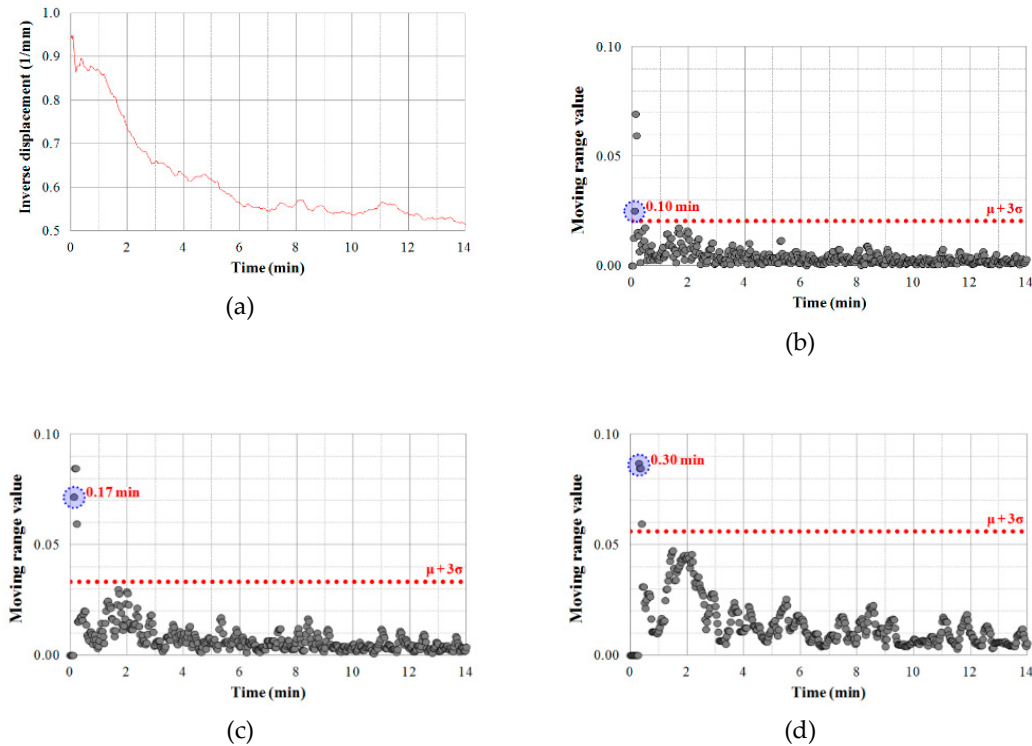 1.0
0.9
0.8
0.7
0.6
0.5
Inverse displacement (1/mm)
0 2 4 6 8 10 12 14
Time (min)
(a)
0.10
0.05
0.00
Moving range value
0.10 min
μ + 3σ
0 2 4 6 8 10 12 14
Time (min)
(b)
0.10
0.05
0.00
Moving range value
0.17 min
μ + 3σ
0 2 4 6 8 10 12 14
Time (min)
(c)
0.10
0.05
0.00
Moving range value
0.30 min
μ + 3σ
0 2 4 6 8 10 12 14
Time (min)
(d)